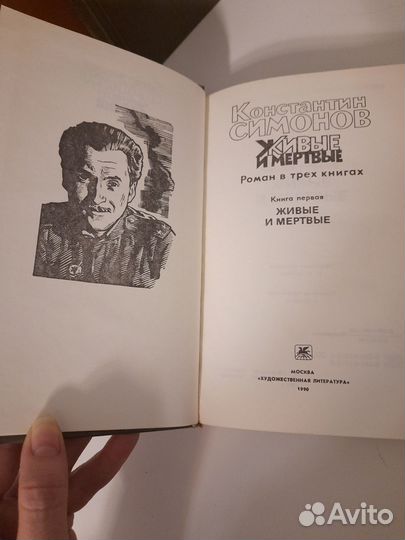 Константин
СИМОНОВ
ЖИВЫЕ
И МЕРТВЫЕ
Роман в трех книгах
Книга первая
ЖИВЫЕ
И МЕРТВЫЕ
МОСКВА
«ХУДОЖЕСТВЕННАЯ ЛИТЕРАТУРА»
1990
Avito